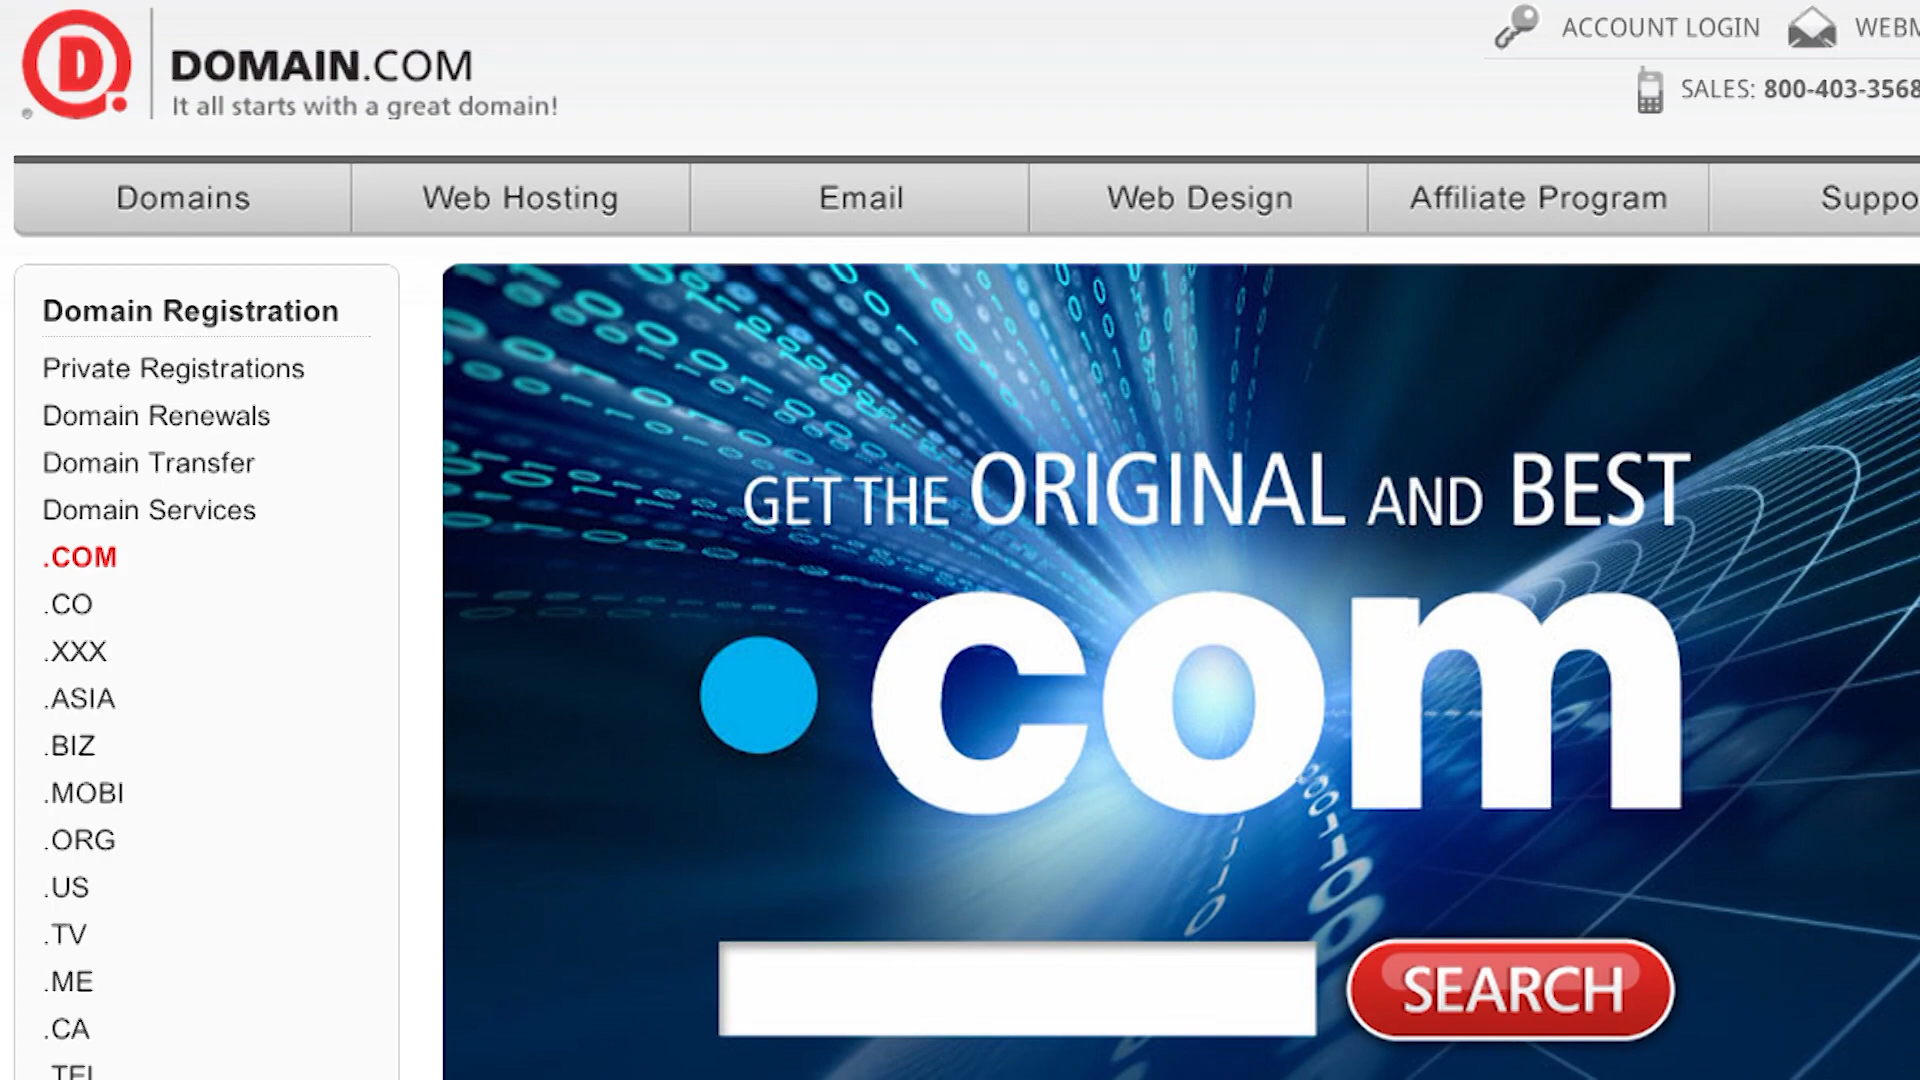 DOMAIN.COM
It all starts with a great domain!
ACCOUNT LOGIN
SALES: 800-403-3568
Domains Web Hosting Email Web Design Affiliate Program
Domain Registration
Private Registrations
Domain Renewals
Domain Transfer
Domain Services
.COM
.CO
.XXX
.ASIA
.BIZ
.MOBI
.ORG
.US
.TV
.ME
.CA
.TEL
GET THE ORIGINAL AND BEST
.com
SEARCH